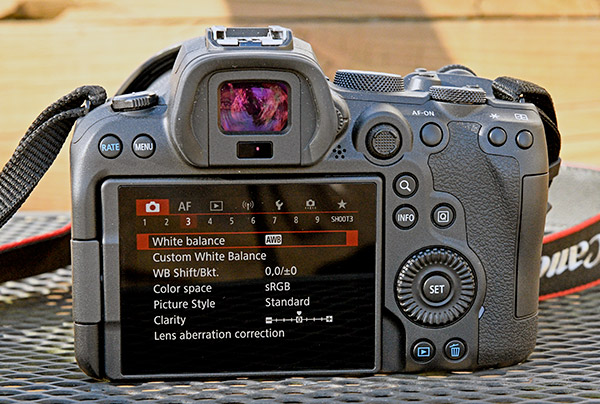 AF-ON
RATE
MENU
INFO
Q
AF
1 2 3 4 5 6 7 8 9 SHOOT3
White balance AWB
Custom White Balance
WB Shift/Bkt. 0,0/±0
Color space sRGB
Picture Style Standard
Clarity 0
Lens aberration correction
SET
Canon